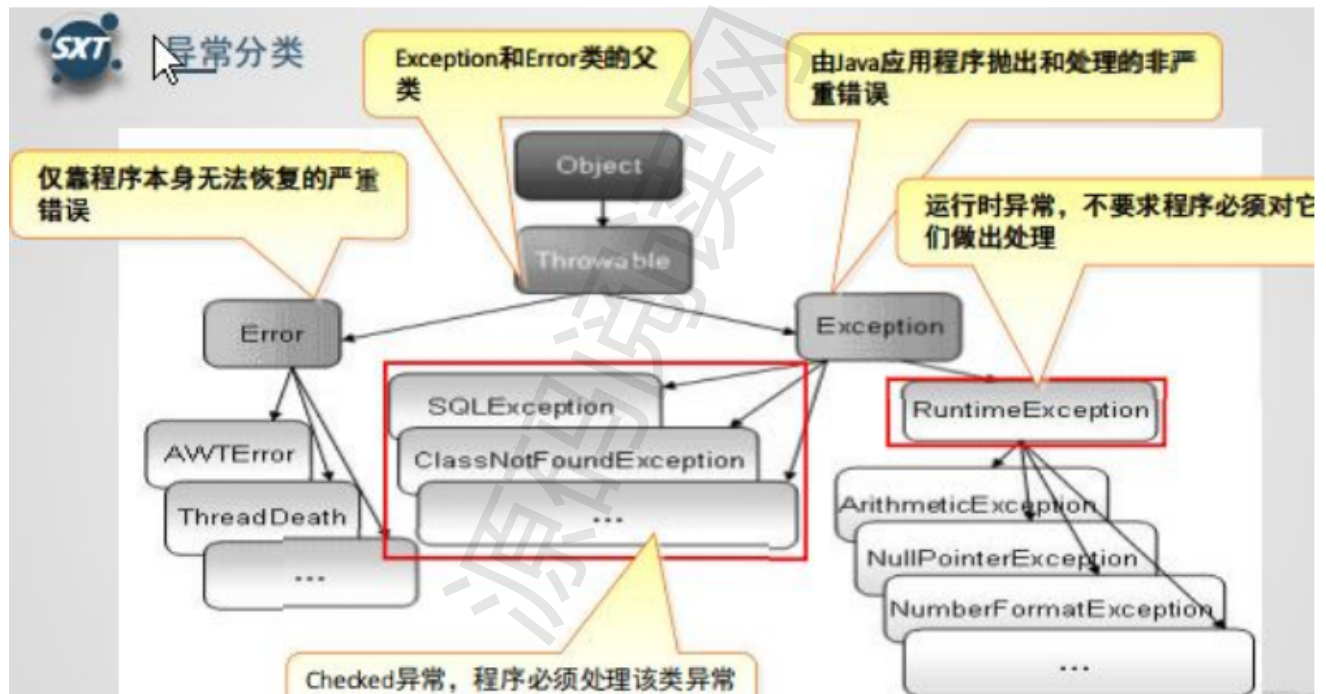 SXT
异常分类
Exception和Error类的父
类
由Java应用程序抛出和处理的非严
重错误
仅靠程序本身无法恢复的严重
错误
运行时异常，不要求程序必须对它
们做出处理
Object
Throwable
Error
Exception
SQLException
ClassNotFoundException
...
RuntimeException
AWTError
ThreadDeath
...
ArithmeticException
NullPointerException
NumberFormatException
...
Checked异常，程序必须处理该类异常
源码阅读网